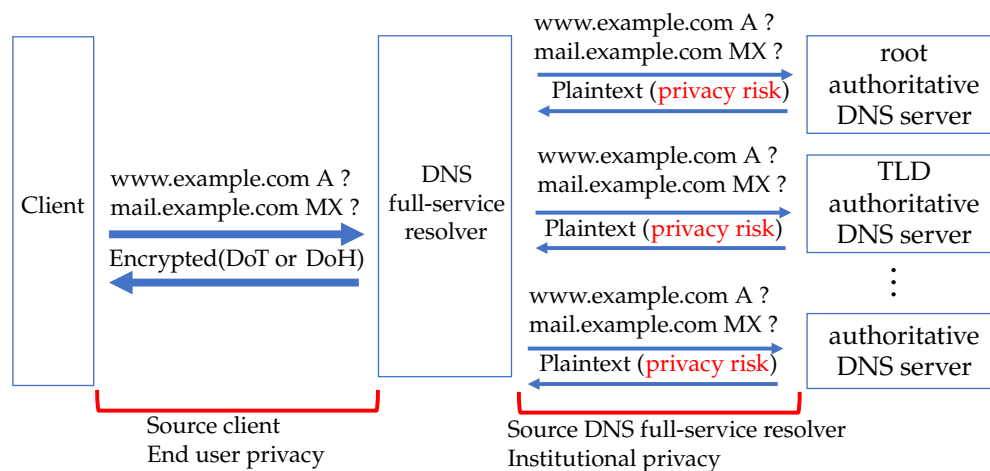 Client
www.example.com A ?
mail.example.com MX ?
Encrypted(DoT or DoH)
DNS
full-service
resolver
www.example.com A ?
mail.example.com MX ?
Plaintext (privacy risk)
root
authoritative
DNS server
www.example.com A ?
mail.example.com MX ?
Plaintext (privacy risk)
TLD
authoritative
DNS server
⋮
www.example.com A ?
mail.example.com MX ?
Plaintext (privacy risk)
authoritative
DNS server
Source client
End user privacy
Source DNS full-service resolver
Institutional privacy